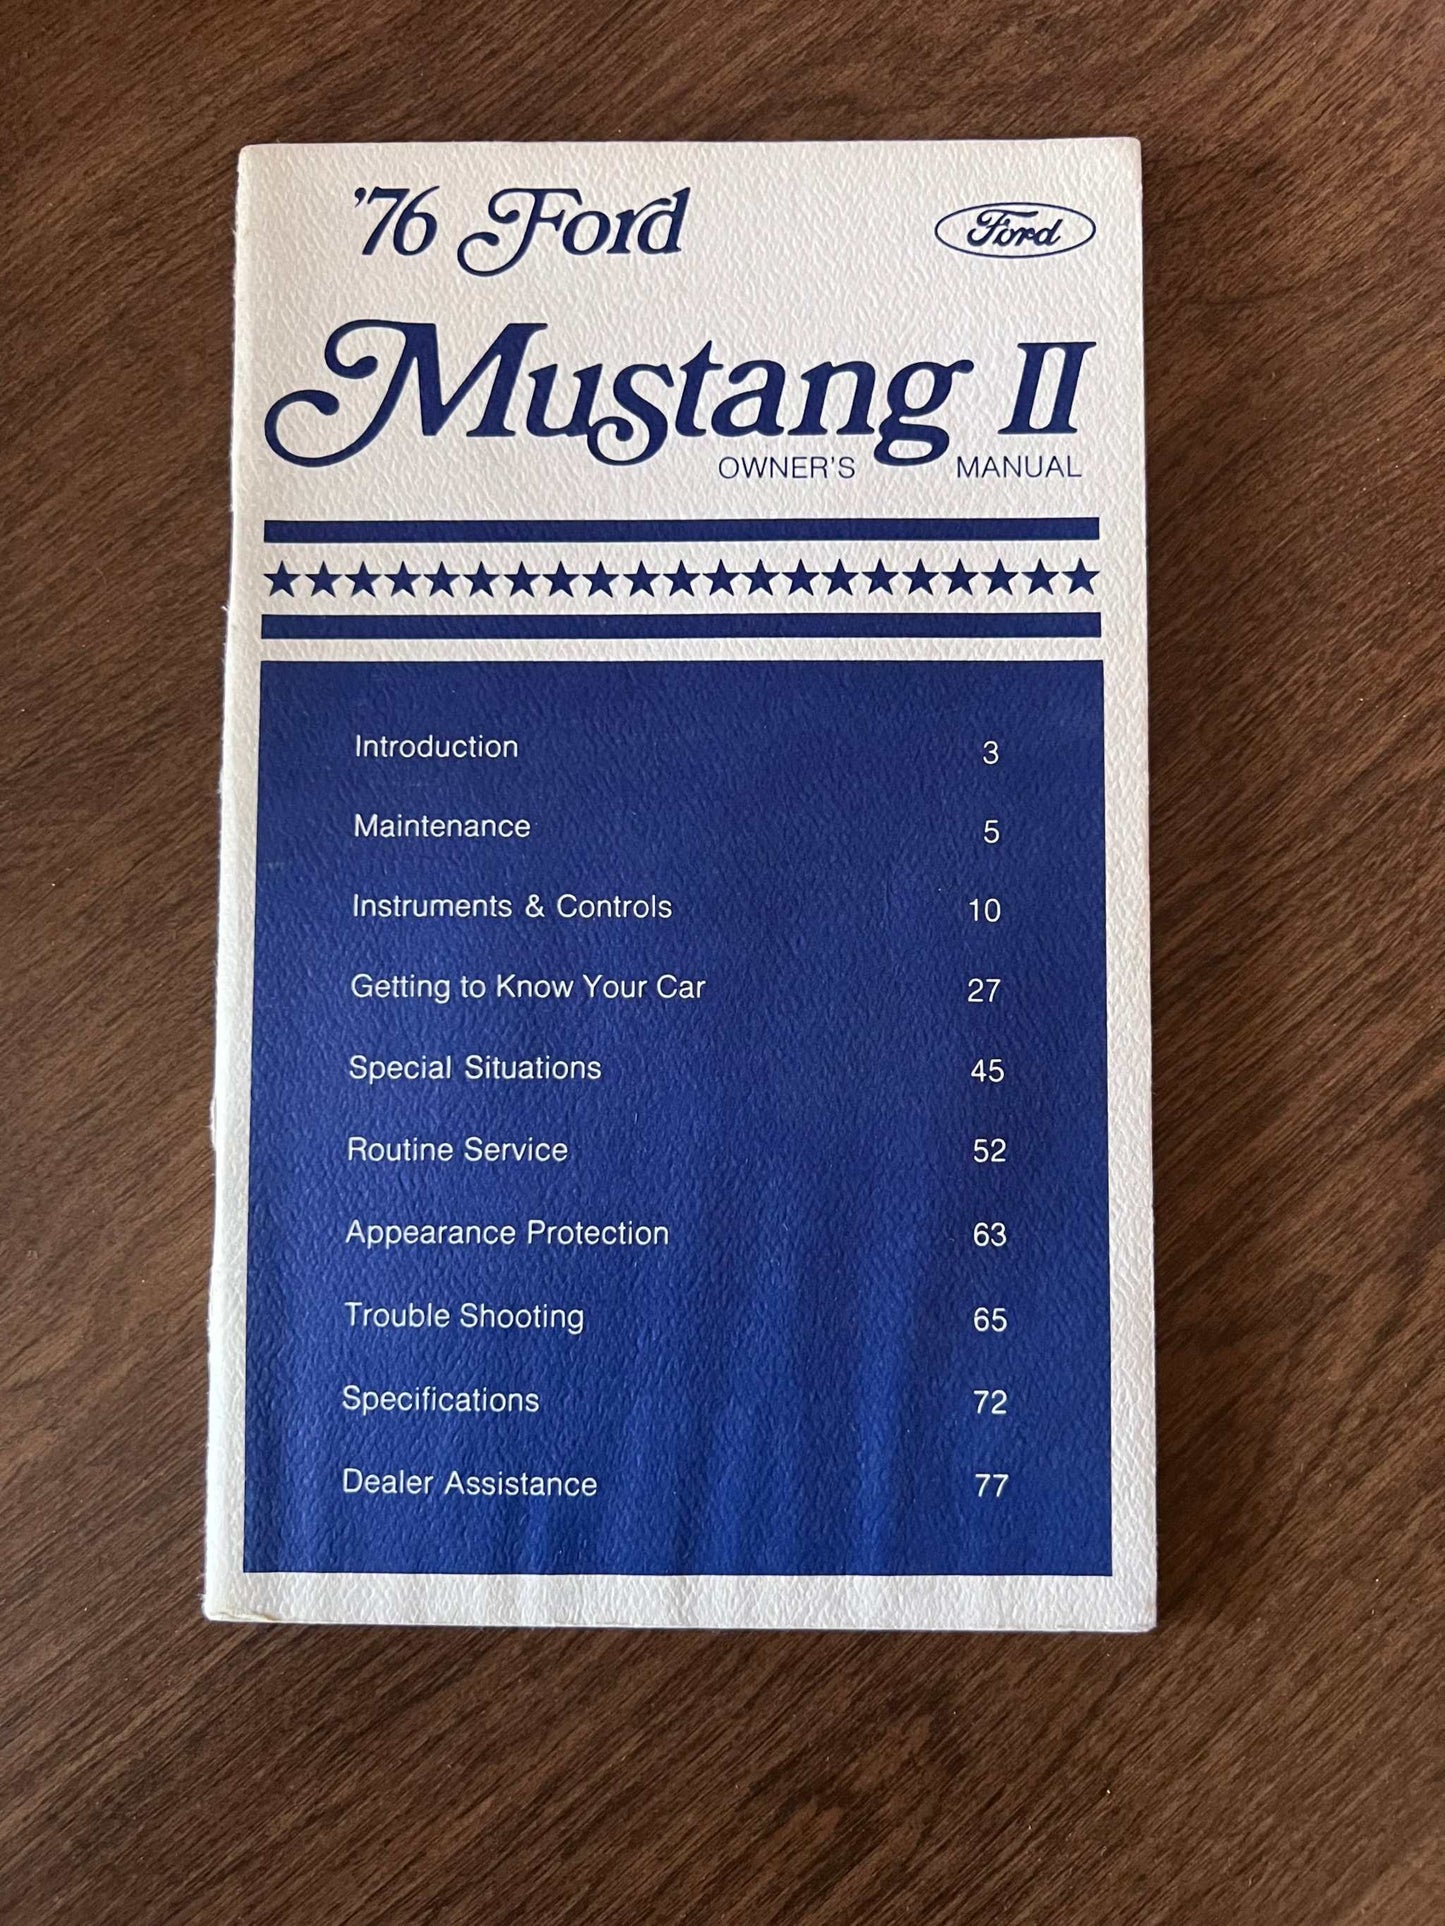 '76 Ford
Ford
Mustang II
OWNER'S MANUAL
Introduction 3
Maintenance 5
Instruments & Controls 10
Getting to Know Your Car 27
Special Situations 45
Routine Service 52
Appearance Protection 63
Trouble Shooting 65
Specifications 72
Dealer Assistance 77